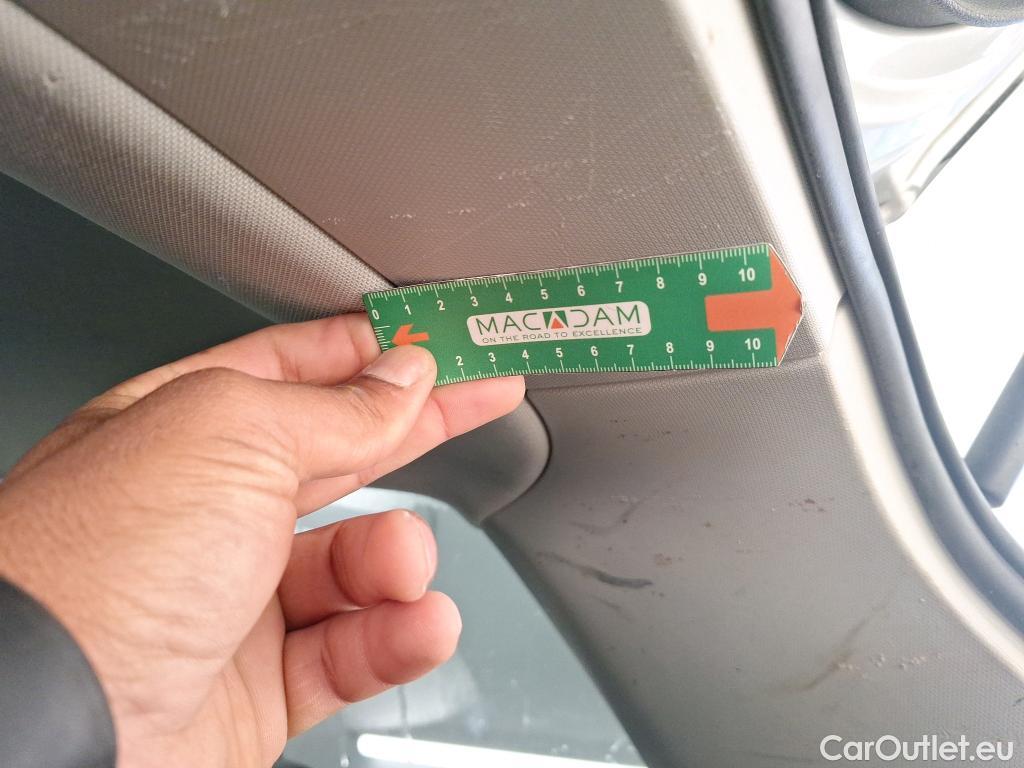 0 1 2 3 4 5 6 7 8 9 10
MACADAM
ON THE ROAD TO EXCELLENCE
2 3 4 5 6 7 8 9 10
CarOutlet.eu